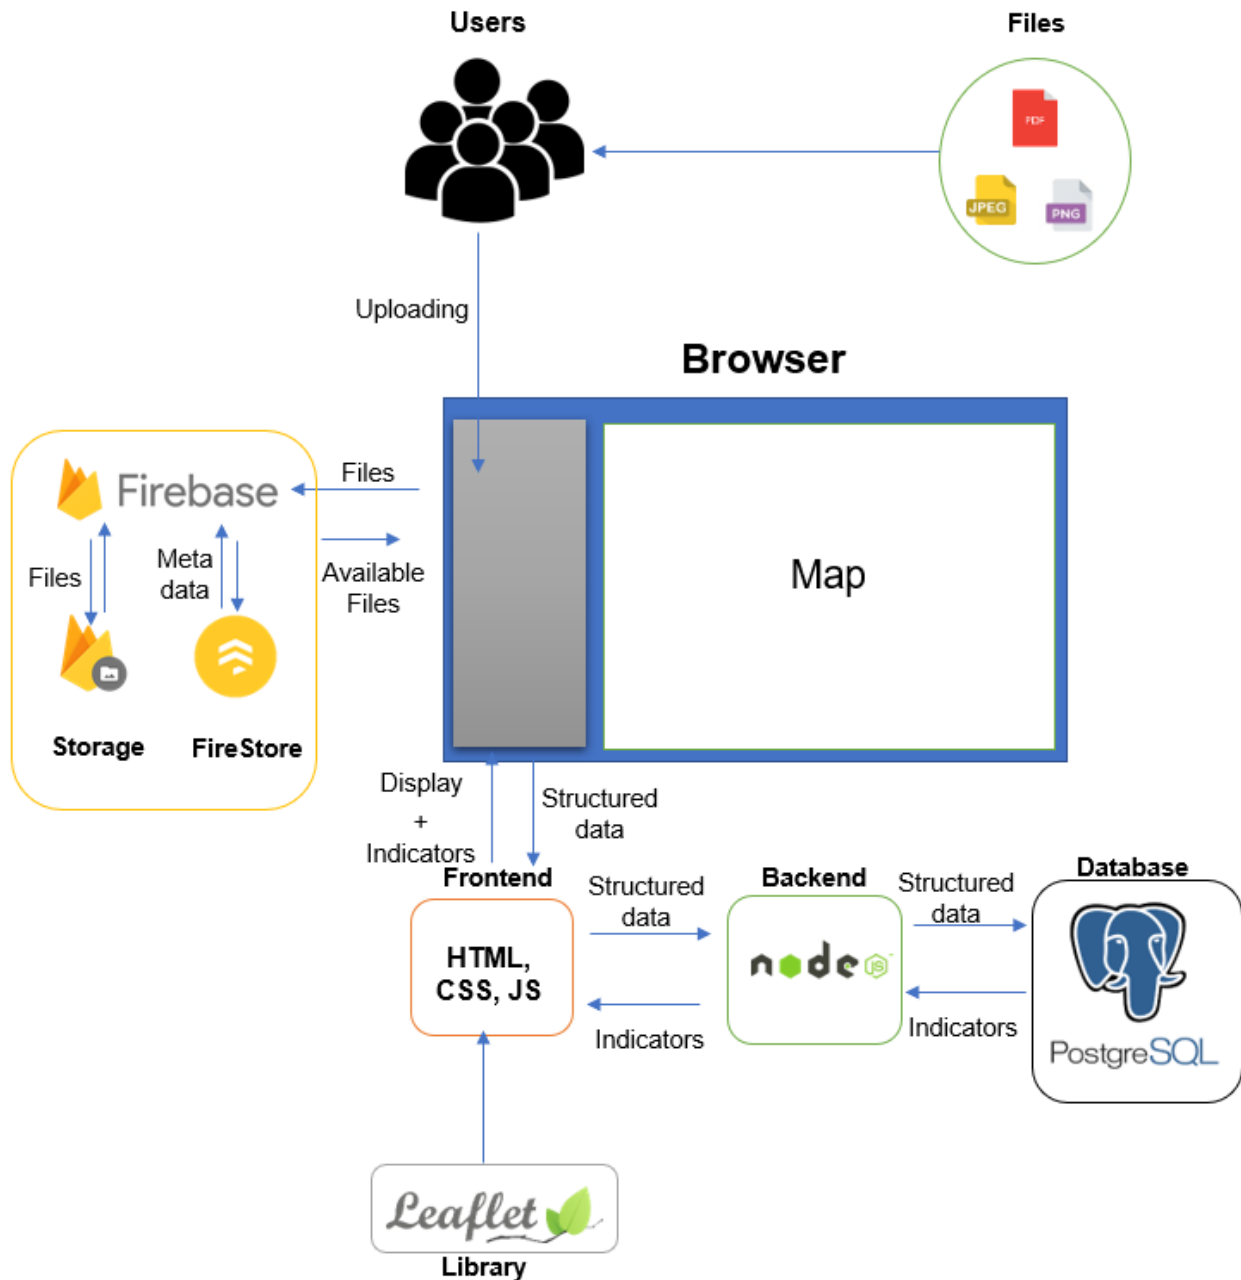 Users
Files
PDF
JPEG
PNG
Uploading
Browser
Firebase
Files
Files
Meta
data
Available
Files
Map
Storage
FireStore
Display
+
Indicators
Structured
data
Frontend
Structured
data
Backend
Structured
data
Database
HTML,
CSS, JS
node
JS
Indicators
Indicators
PostgreSQL
Leaflet
Library